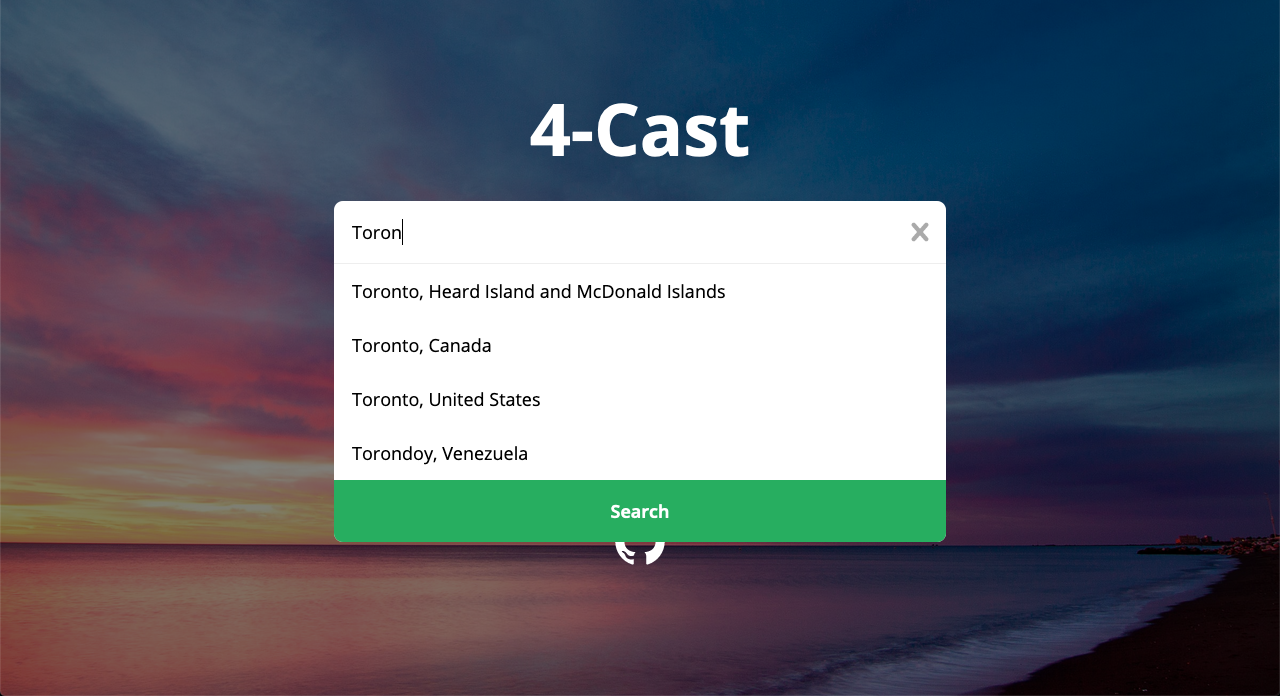 4-Cast
Toron
Toronto, Heard Island and McDonald Islands
Toronto, Canada
Toronto, United States
Torondoy, Venezuela
Search